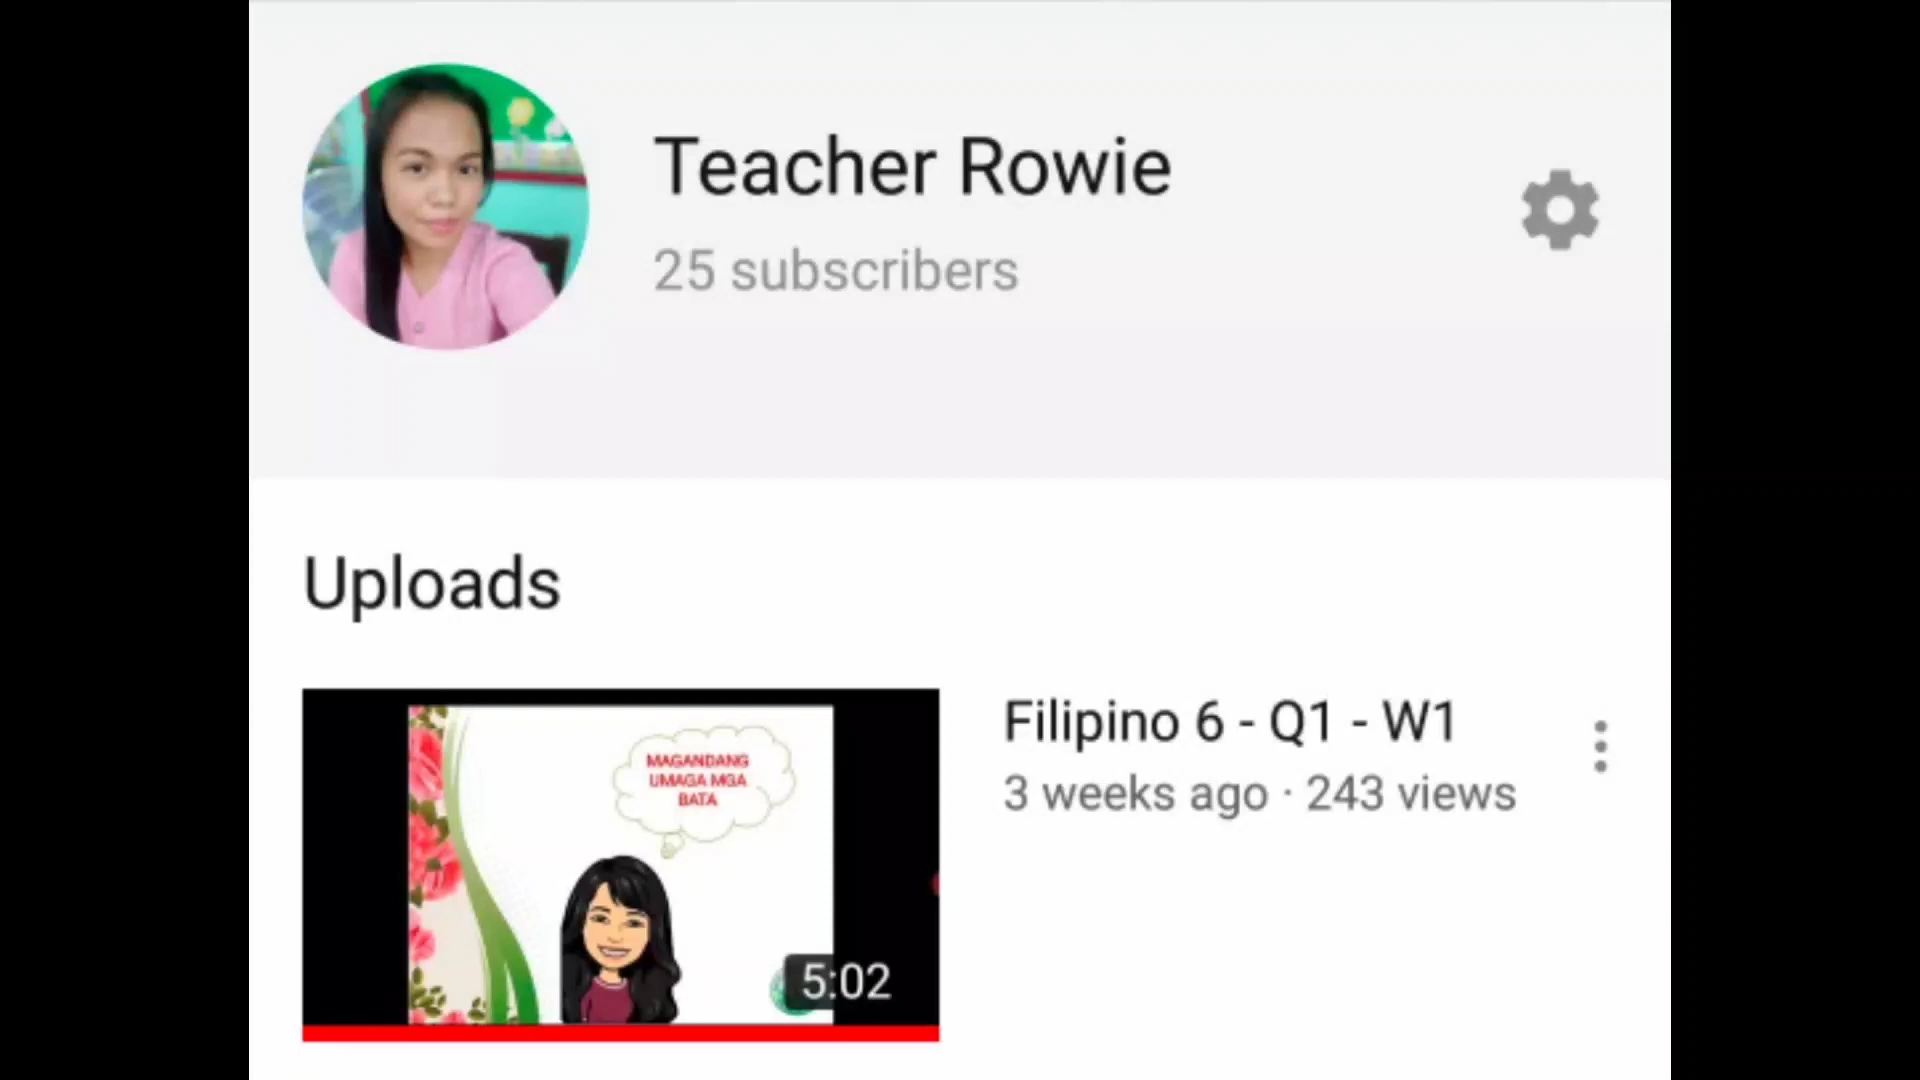 Teacher Rowie
25 subscribers
Uploads
MAGANDANG
UMAGA MGA
BATA
5:02
Filipino 6 - Q1 - W1
3 weeks ago · 243 views